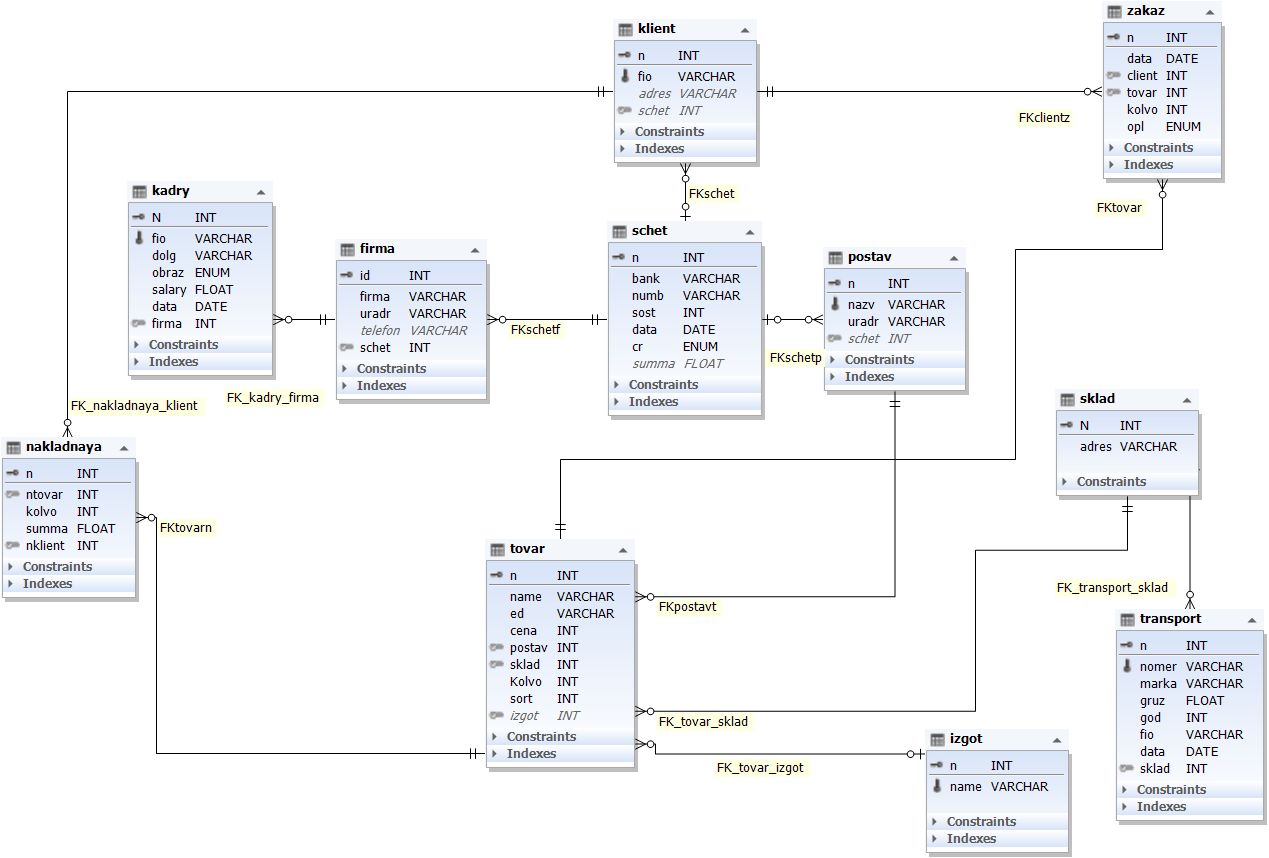 klient
n INT
fio VARCHAR
adres VARCHAR
schet INT
Constraints
Indexes
zakaz
n INT
data DATE
client INT
tovar INT
kolvo INT
opl ENUM
Constraints
Indexes
FKclientz
FKschet
FKtovar
kadry
N INT
fio VARCHAR
dolg VARCHAR
obraz ENUM
salary FLOAT
data DATE
firma INT
Constraints
Indexes
firma
id INT
firma VARCHAR
uradr VARCHAR
telefon VARCHAR
schet INT
Constraints
Indexes
schet
n INT
bank VARCHAR
numb VARCHAR
sost INT
data DATE
cr ENUM
summa FLOAT
Constraints
Indexes
postav
n INT
nazv VARCHAR
uradr VARCHAR
schet INT
Constraints
Indexes
FKschetf
FKschetp
FK_kadry_firma
FK_nakladnaya_klient
sklad
N INT
adres VARCHAR
Constraints
nakladnaya
n INT
ntovar INT
kolvo INT
summa FLOAT
nklient INT
Constraints
Indexes
FKtovarn
tovar
n INT
name VARCHAR
ed VARCHAR
cena INT
postav INT
sklad INT
Kolvo INT
sort INT
izgot INT
Constraints
Indexes
FKpostavt
FK_transport_sklad
FK_tovar_sklad
FK_tovar_izgot
transport
n INT
nomer VARCHAR
marka VARCHAR
gruz FLOAT
god INT
fio VARCHAR
data DATE
sklad INT
Constraints
Indexes
izgot
n INT
name VARCHAR
Constraints
Indexes